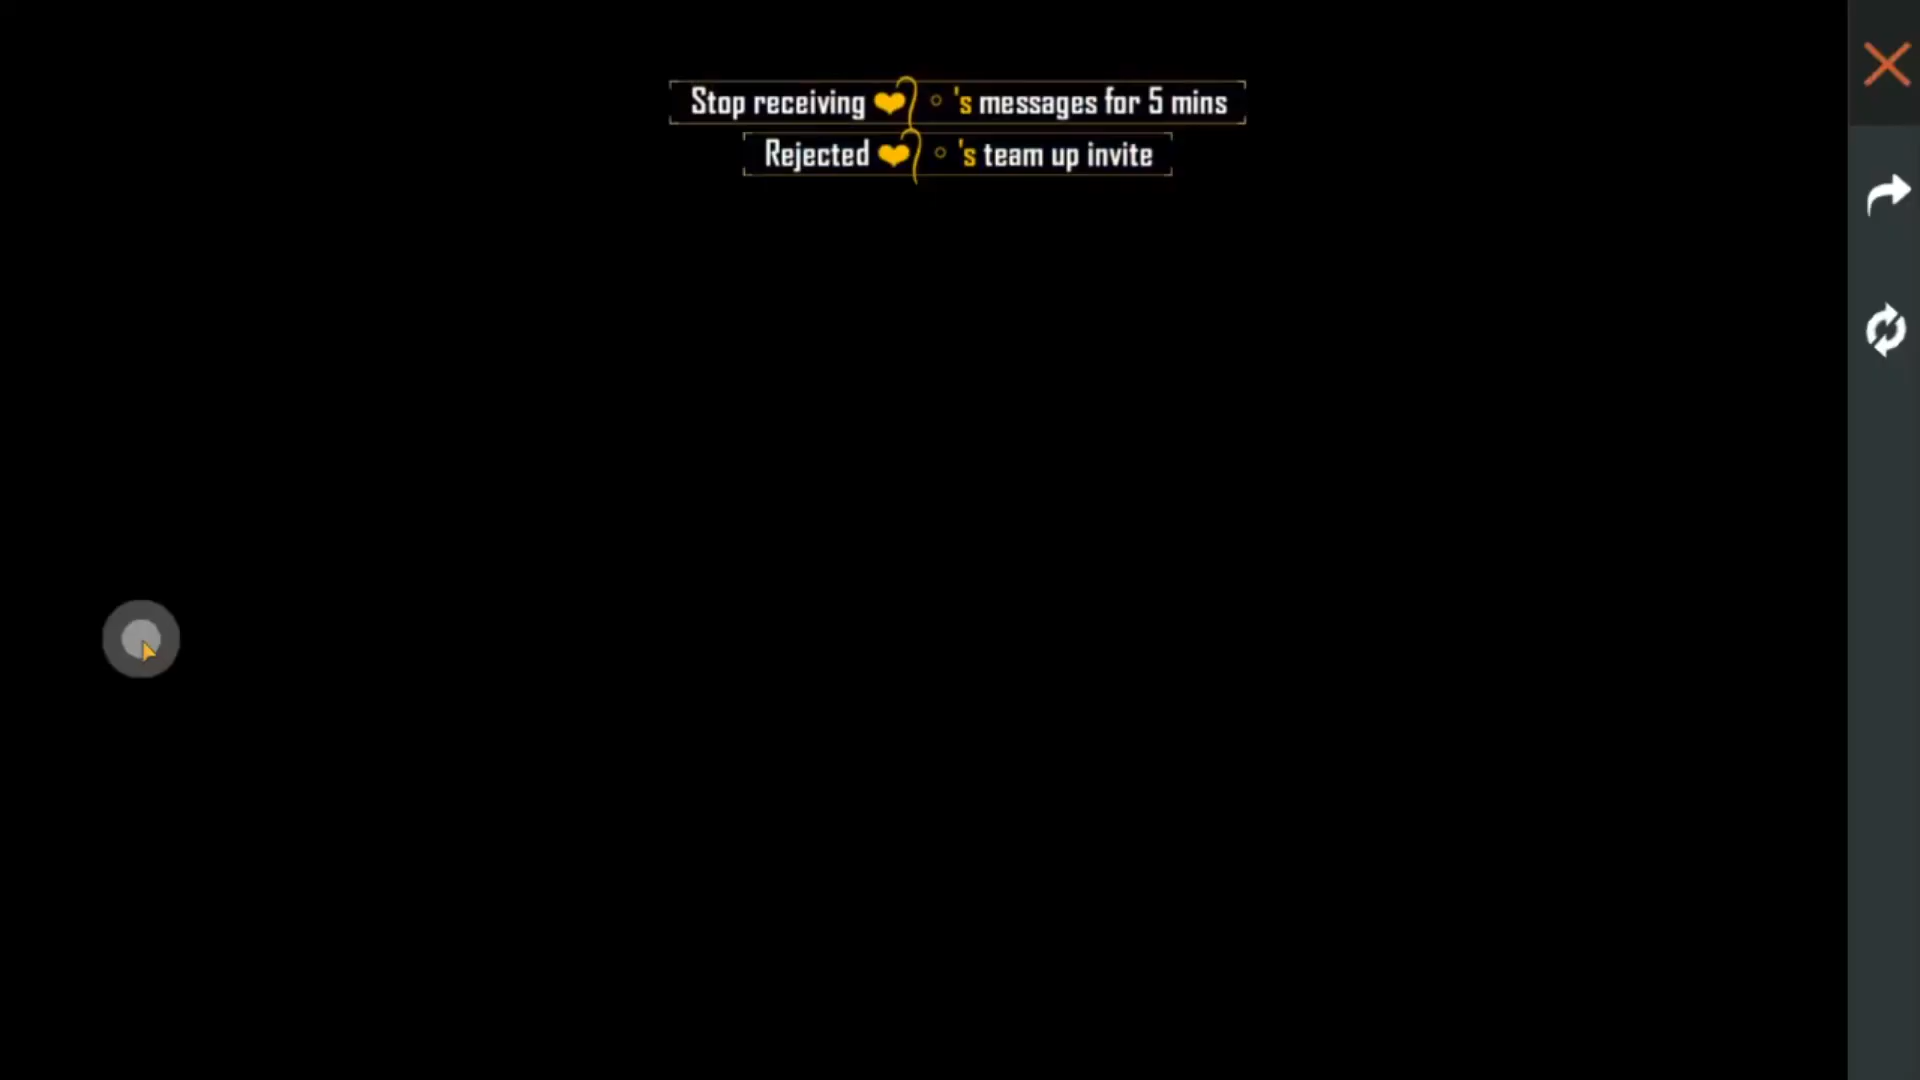 Stop receiving ❤ ॰ 's messages for 5 mins
Rejected ❤ ॰ 's team up invite